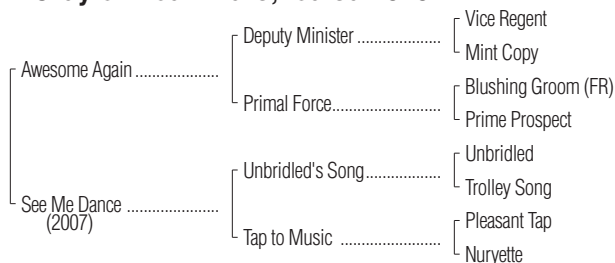 Vice Regent
Deputy Minister ....................
Mint Copy
Awesome Again ....................
Blushing Groom (FR)
Primal Force..........................
Prime Prospect
Unbridled
Unbridled's Song..................
Trolley Song
See Me Dance ......................
(2007)
Pleasant Tap
Tap to Music ........................
Nuryette